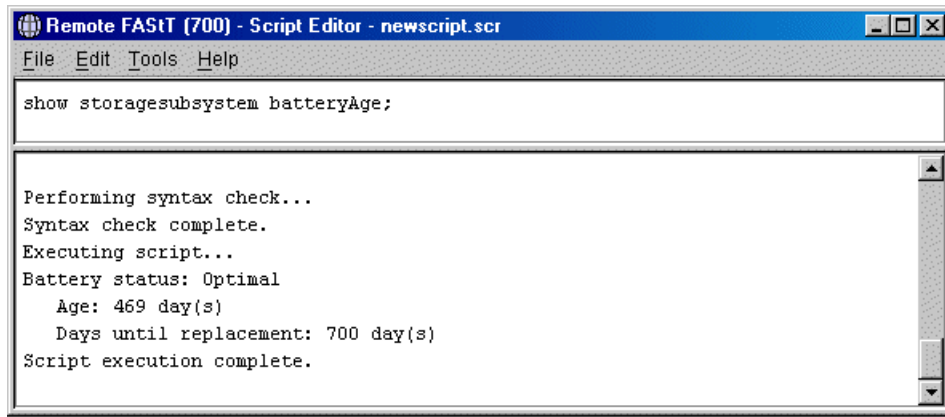 Remote FAStT (700) - Script Editor - newscript.scr
File Edit Tools Help
show storagesubsystem batteryAge;
Performing syntax check...
Syntax check complete.
Executing script...
Battery status: Optimal
Age: 469 day(s)
Days until replacement: 700 day(s)
Script execution complete.